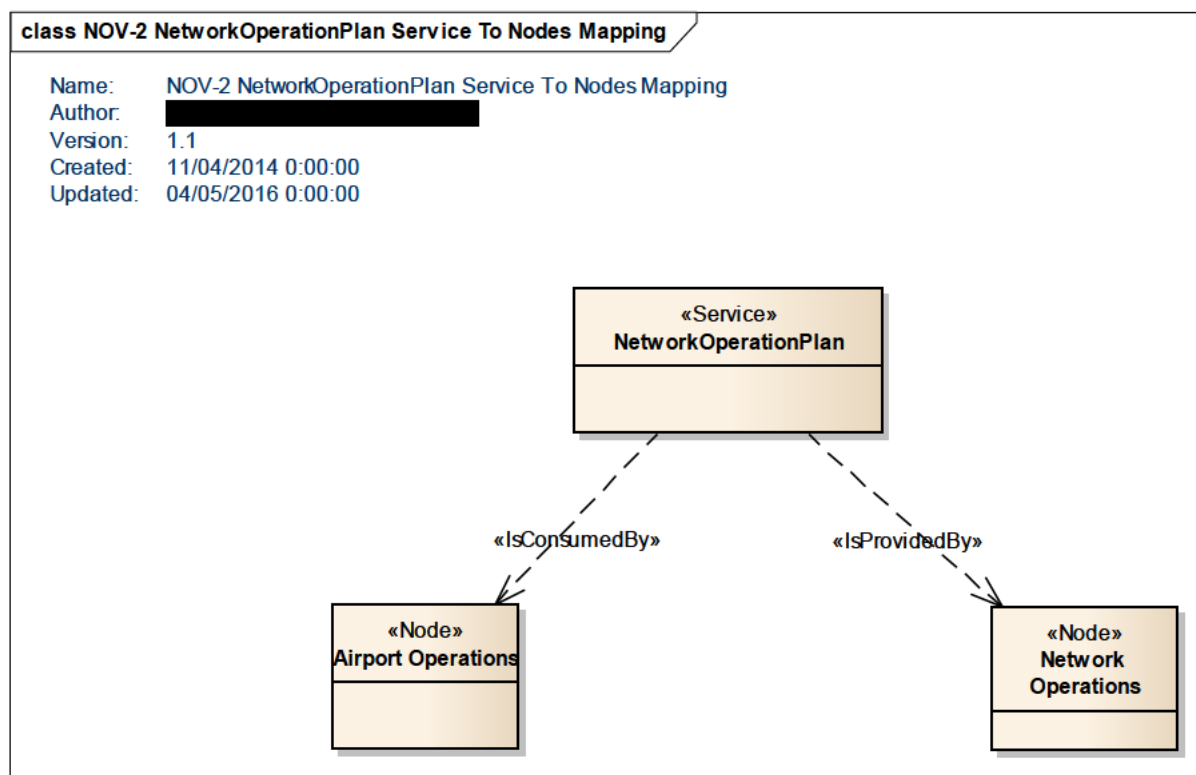 class NOV-2 NetworkOperationPlan Service To Nodes Mapping
Name: NOV-2 NetworkOperationPlan Service To Nodes Mapping
Author:
Version: 1.1
Created: 11/04/2014 0:00:00
Updated: 04/05/2016 0:00:00
«Service»
NetworkOperationPlan
«IsConsumedBy»
«IsProvidedBy»
«Node»
Airport Operations
«Node»
Network
Operations